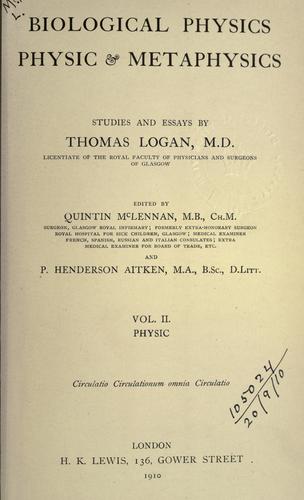 BIOLOGICAL PHYSICS
PHYSIC & METAPHYSICS
STUDIES AND ESSAYS BY
THOMAS LOGAN, M.D.
LICENTIATE OF THE ROYAL FACULTY OF PHYSICIANS AND SURGEONS
OF GLASGOW
EDITED BY
QUINTIN McLENNAN, M.B., Ch.M.
SURGEON, GLASGOW ROYAL INFIRMARY; FORMERLY EXTRA-HONORARY SURGEON
ROYAL HOSPITAL FOR SICK CHILDREN, GLASGOW; MEDICAL EXAMINER
FRENCH, SPANISH, RUSSIAN AND ITALIAN CONSULATES; EXTRA
MEDICAL EXAMINER FOR BOARD OF TRADE, ETC.
AND
P. HENDERSON AITKEN, M.A., B.Sc., D.Litt.
VOL. II.
PHYSIC
Circulatio Circulationum omnia Circulatio
105024
20/9/10
LONDON
H. K. LEWIS, 136, GOWER STREET
1910